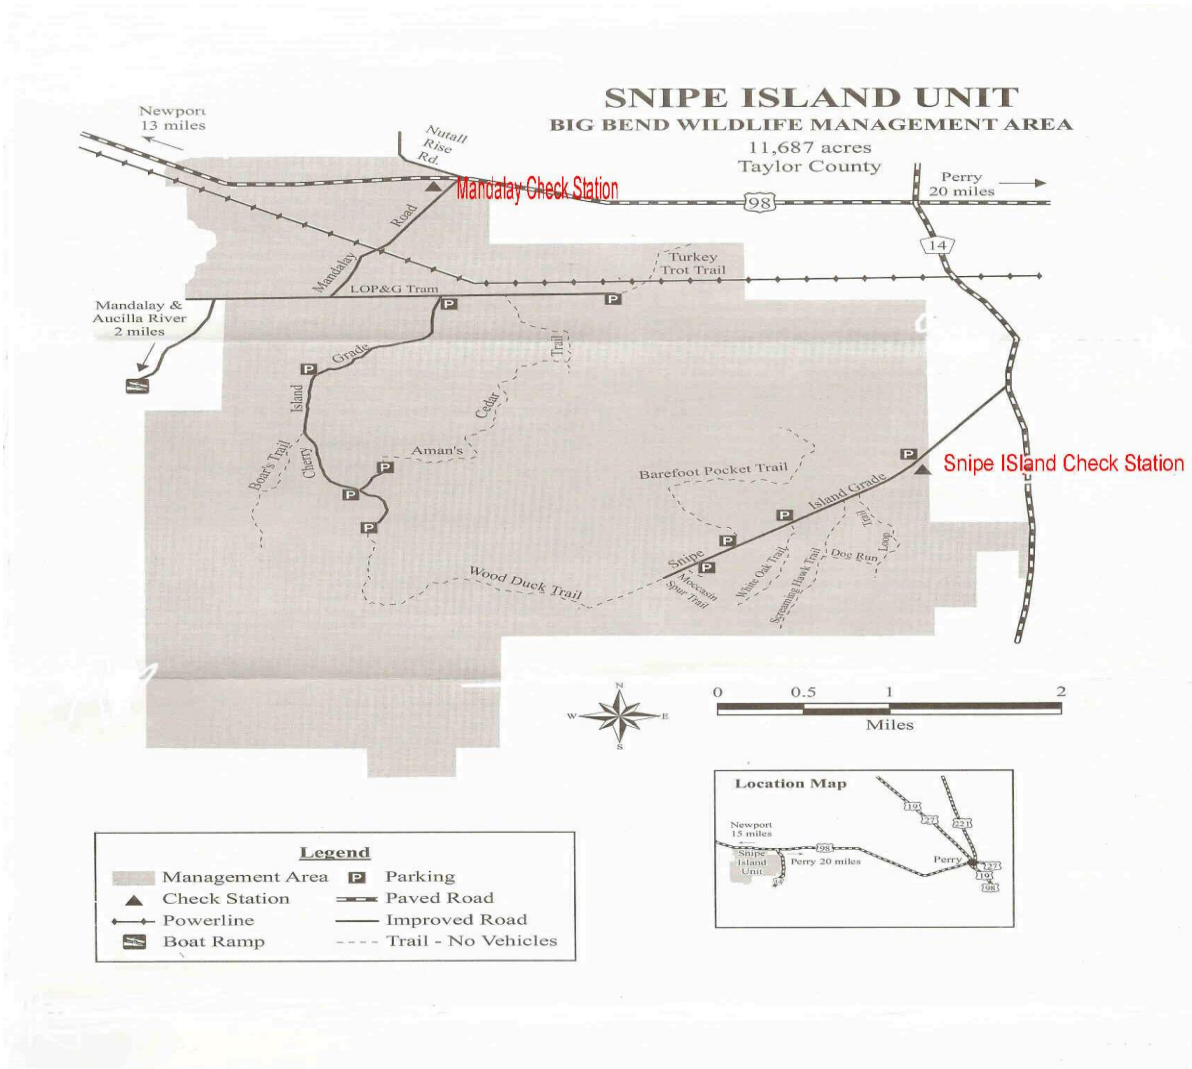 SNIPE ISLAND UNIT
BIG BEND WILDLIFE MANAGEMENT AREA
11,687 acres
Taylor County
Newport
13 miles
Nutall
Rise
Rd.
Mandalay Check Station
98
Perry
20 miles
14
Road
Mandalay
Turkey
Trot Trail
LOP&G Tram
P
P
Mandalay &
Aucilla River
2 miles
P
Grade
Island
Cherry
Trail
Cedar
Aman's
Boar's Trail
P
P
P
Barefoot Pocket Trail
P
Snipe ISland Check Station
Island Grade
P
Trail
Loop
Dog Run
P
Snipe
P
Moccasin
Spur Trail
White Oak Trail
Screaming Hawk Trail
Wood Duck Trail
N
W E
S
0 0.5 1 2
Miles
Location Map
19
27
221
Newport
15 miles
98
Snipe
Island
Unit
Perry 20 miles
Perry
27
19
98
Legend
Management Area P Parking
Check Station Paved Road
Powerline Improved Road
Boat Ramp Trail - No Vehicles